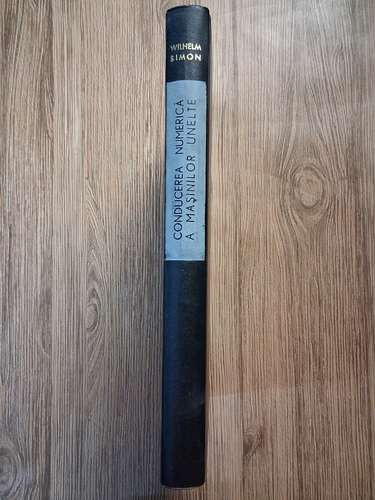 WILHELM
SIMON
CONDUCEREA NUMERICĂ
A MAȘINILOR UNELTE